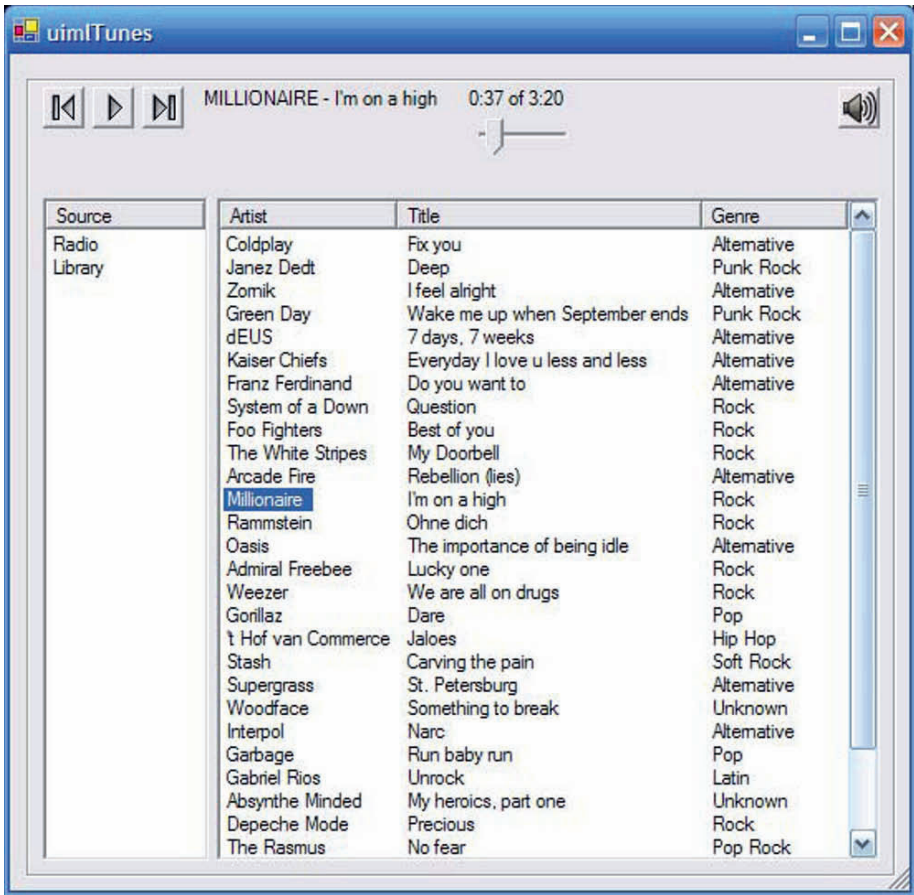 uimlTunes
MILLIONAIRE - I'm on a high 0:37 of 3:20
Source Artist Title Genre
Radio Coldplay Fix you Alternative
Library Janez Dedt Deep Punk Rock
Zornik I feel alright Alternative
Green Day Wake me up when September ends Punk Rock
dEUS 7 days, 7 weeks Alternative
Kaiser Chiefs Everyday I love u less and less Alternative
Franz Ferdinand Do you want to Alternative
System of a Down Question Rock
Foo Fighters Best of you Rock
The White Stripes My Doorbell Rock
Arcade Fire Rebellion (lies) Alternative
Millionaire I'm on a high Rock
Rammstein Ohne dich Rock
Oasis The importance of being idle Alternative
Admiral Freebee Lucky one Rock
Weezer We are all on drugs Rock
Gorillaz Dare Pop
't Hof van Commerce Jaloes Hip Hop
Stash Carving the pain Soft Rock
Supergrass St. Petersburg Alternative
Woodface Something to break Unknown
Interpol Narc Alternative
Garbage Run baby run Pop
Gabriel Rios Unrock Latin
Absynthe Minded My heroics, part one Unknown
Depeche Mode Precious Rock
The Rasmus No fear Pop Rock